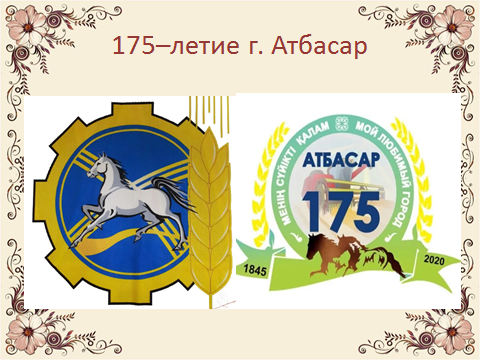 175–летие г. Атбасар
МЕНІҢ СҮЙІКТІ ҚАЛАМ
МОЙ ЛЮБИМЫЙ ГОРОД
АТБАСАР
175
1845
2020